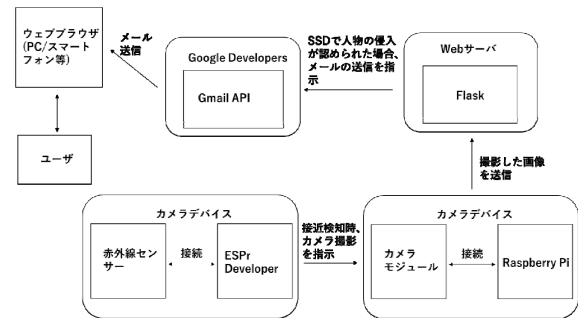 ウェブブラウザ
(PC/スマート
フォン等)
メール
送信
Google Developers
Gmail API
SSDで人物の侵入
が認められた場合、
メールの送信を指
示
Webサーバ
Flask
ユーザ
撮影した画像
を送信
カメラデバイス
赤外線セン
サー
接続
ESPr
Developer
接近検知時、
カメラ撮影
を指示
カメラデバイス
カメラ
モジュール
接続
Raspberry Pi